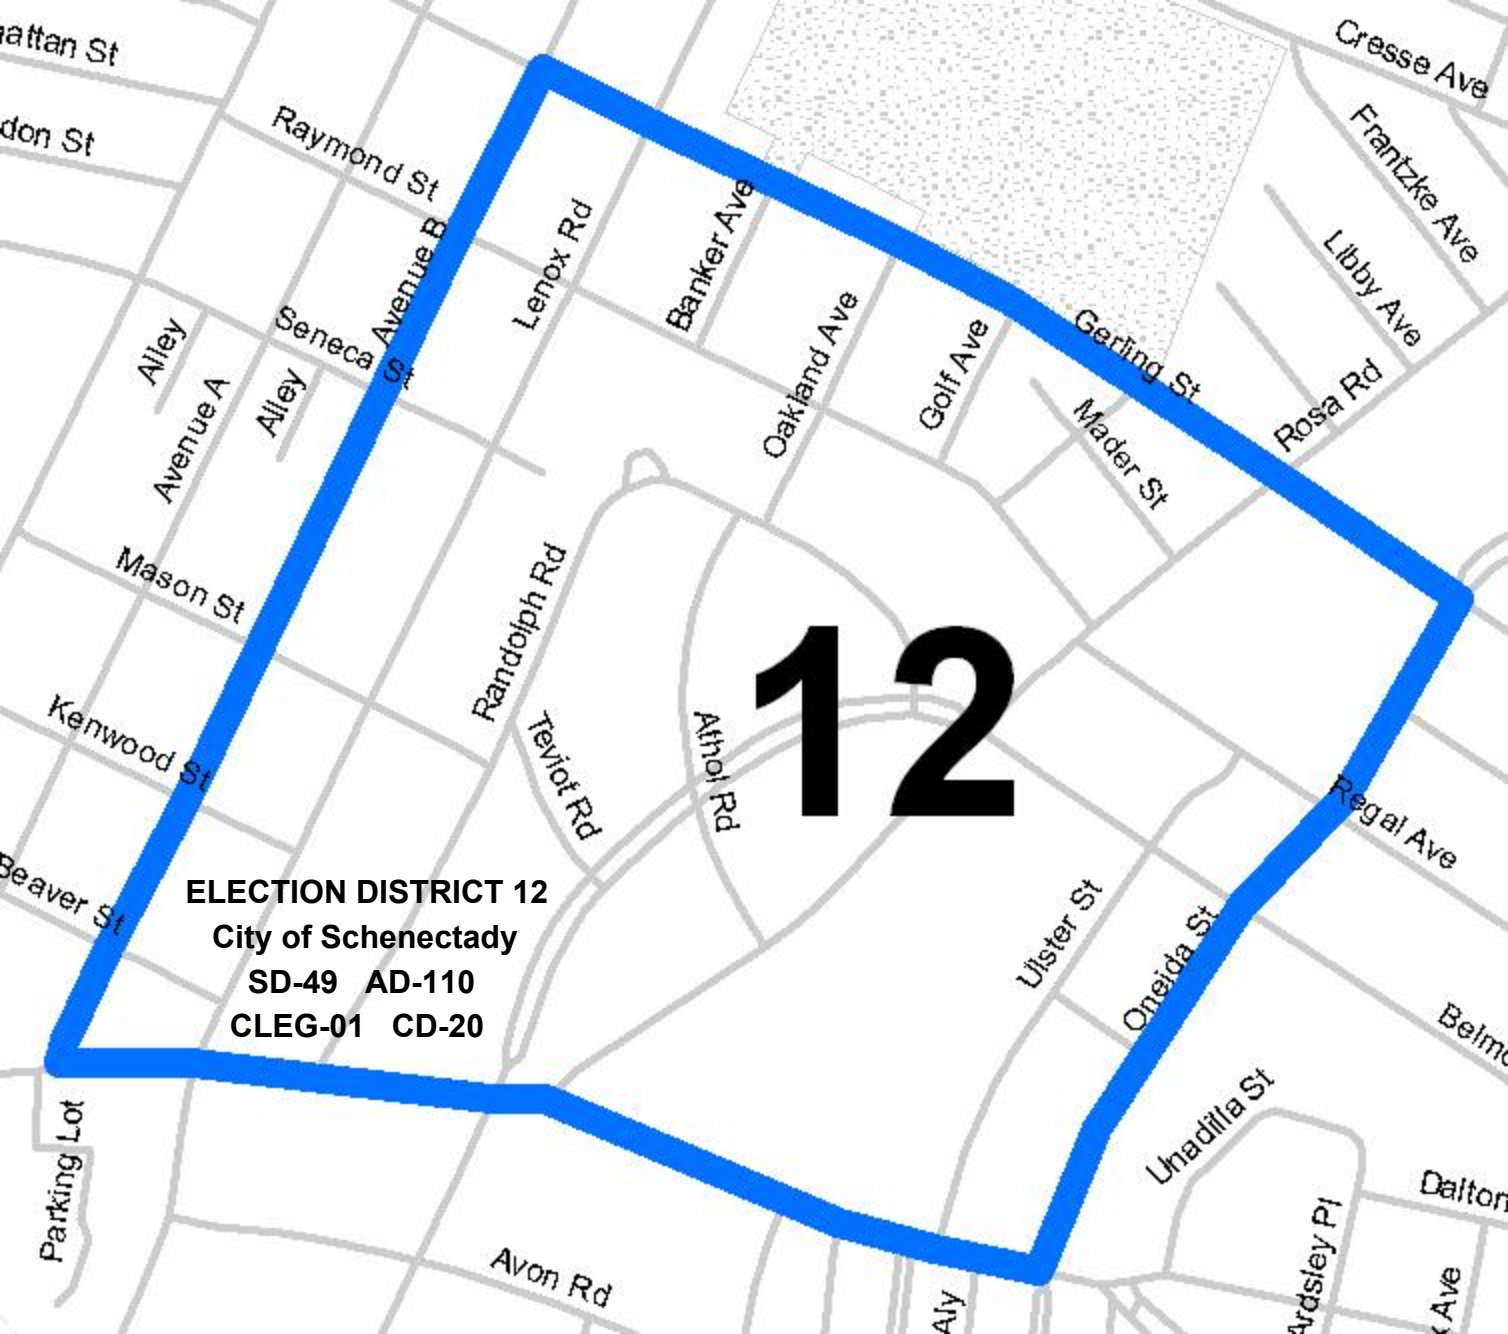 Cresse Ave
Raymond St
Frantzke Ave
Avenue B
Lenox Rd
Banker Ave
Libby Ave
Alley
Seneca St
Oakland Ave
Golf Ave
Gerling St
Avenue A
Alley
Mader St
Rosa Rd
Mason St
Randolph Rd
12
Kenwood St
Teviot Rd
Athol Rd
Regal Ave
Beaver St
ELECTION DISTRICT 12
City of Schenectady
SD-49 AD-110
CLEG-01 CD-20
Ulster St
Oneida St
Unadilla St
Parking Lot
Dalton
Ardsley Pl
Avon Rd
Aly
Ave